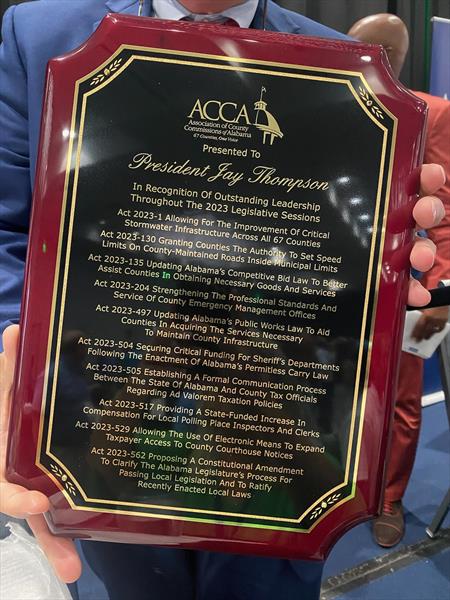 ACCA
Association of County
Commissions of Alabama
67 Counties, One Voice
Presented To
President Jay Thompson
In Recognition Of Outstanding Leadership
Throughout The 2023 Legislative Sessions
Act 2023-1 Allowing For The Improvement Of Critical
Stormwater Infrastructure Across All 67 Counties
Act 2023-130 Granting Counties The Authority To Set Speed
Limits On County-Maintained Roads Inside Municipal Limits
Act 2023-135 Updating Alabama's Competitive Bid Law To Better
Assist Counties In Obtaining Necessary Goods And Services
Act 2023-204 Strengthening The Professional Standards And
Service Of County Emergency Management Offices
Act 2023-497 Updating Alabama's Public Works Law To Aid
Counties In Acquiring The Services Necessary
To Maintain County Infrastructure
Act 2023-504 Securing Critical Funding For Sheriff's Departments
Following The Enactment Of Alabama's Permitless Carry Law
Act 2023-505 Establishing A Formal Communication Process
Between The State Of Alabama And County Tax Officials
Regarding Ad Valorem Taxation Policies
Act 2023-517 Providing A State-Funded Increase In
Compensation For Local Polling Place Inspectors And Clerks
Act 2023-529 Allowing The Use Of Electronic Means To Expand
Taxpayer Access To County Courthouse Notices
Act 2023-562 Proposing A Constitutional Amendment
To Clarify The Alabama Legislature's Process For
Passing Local Legislation And To Ratify
Recently Enacted Local Laws